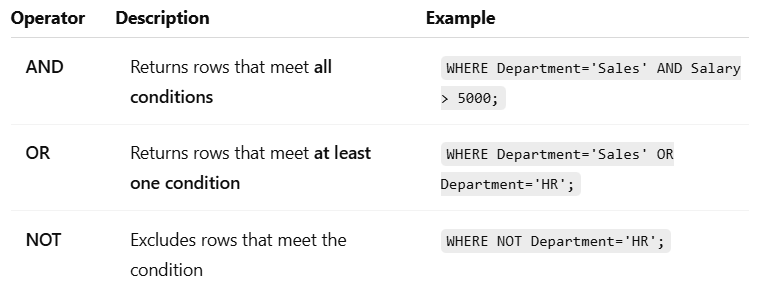 Operator Description Example
AND Returns rows that meet all conditions WHERE Department='Sales' AND Salary > 5000;
OR Returns rows that meet at least one condition WHERE Department='Sales' OR Department='HR';
NOT Excludes rows that meet the condition WHERE NOT Department='HR';